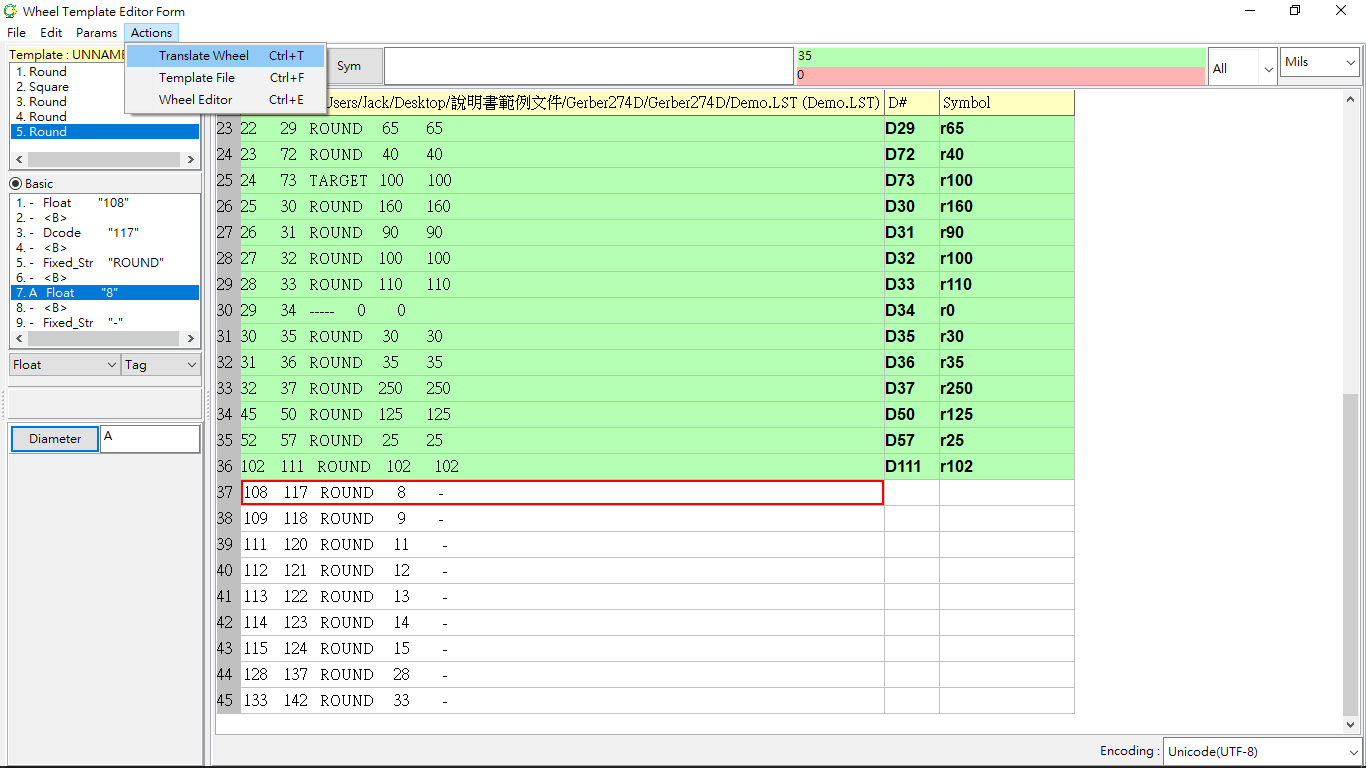 Wheel Template Editor Form
File Edit Params Actions
Translate Wheel Ctrl+T
Template File Ctrl+F
Wheel Editor Ctrl+E
Template : UNNAME
1. Round
2. Square
3. Round
4. Round
5. Round
Sym
35
0
All
Mils
Basic
1. - Float "108"
2. - <B>
3. - Dcode "117"
4. - <B>
5. - Fixed_Str "ROUND"
6. - <B>
7. A Float "8"
8. - <B>
9. - Fixed_Str "-"
Float Tag
Diameter A
Users/Jack/Desktop/說明書範例文件/Gerber274D/Gerber274D/Demo.LST (Demo.LST) D# Symbol
23 22 29 ROUND 65 65 D29 r65
24 23 72 ROUND 40 40 D72 r40
25 24 73 TARGET 100 100 D73 r100
26 25 30 ROUND 160 160 D30 r160
27 26 31 ROUND 90 90 D31 r90
28 27 32 ROUND 100 100 D32 r100
29 28 33 ROUND 110 110 D33 r110
30 29 34 ----- 0 0 D34 r0
31 30 35 ROUND 30 30 D35 r30
32 31 36 ROUND 35 35 D36 r35
33 32 37 ROUND 250 250 D37 r250
34 45 50 ROUND 125 125 D50 r125
35 52 57 ROUND 25 25 D57 r25
36 102 111 ROUND 102 102 D111 r102
37 108 117 ROUND 8 -
38 109 118 ROUND 9 -
39 111 120 ROUND 11 -
40 112 121 ROUND 12 -
41 113 122 ROUND 13 -
42 114 123 ROUND 14 -
43 115 124 ROUND 15 -
44 128 137 ROUND 28 -
45 133 142 ROUND 33 -
Encoding : Unicode(UTF-8)